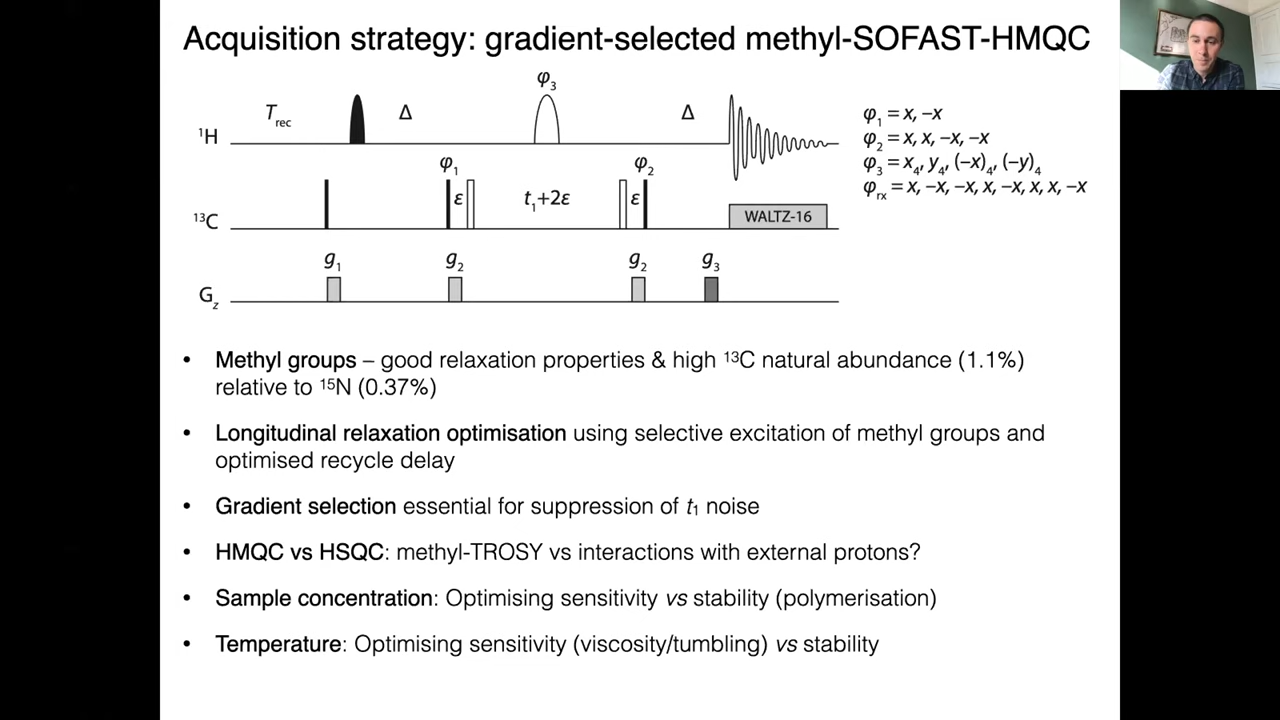 Acquisition strategy: gradient-selected methyl-SOFAST-HMQC
φ₃
T_rec Δ Δ
¹H
φ₁ φ₂
ε t₁+2ε ε
¹³C WALTZ-16
g₁ g₂ g₂ g₃
G_z
φ₁ = x, −x
φ₂ = x, x, −x, −x
φ₃ = x₄, y₄, (−x)₄, (−y)₄
φ_rx = x, −x, −x, x, −x, x, x, −x
• Methyl groups – good relaxation properties & high ¹³C natural abundance (1.1%)
relative to ¹⁵N (0.37%)
• Longitudinal relaxation optimisation using selective excitation of methyl groups and
optimised recycle delay
• Gradient selection essential for suppression of t₁ noise
• HMQC vs HSQC: methyl-TROSY vs interactions with external protons?
• Sample concentration: Optimising sensitivity vs stability (polymerisation)
• Temperature: Optimising sensitivity (viscosity/tumbling) vs stability